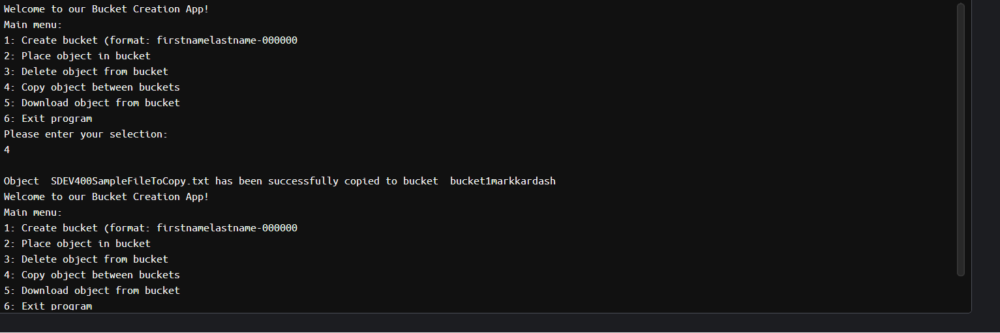 Welcome to our Bucket Creation App!
Main menu:
1: Create bucket (format: firstnamelastname-000000
2: Place object in bucket
3: Delete object from bucket
4: Copy object between buckets
5: Download object from bucket
6: Exit program
Please enter your selection:
4

Object  SDEV400SampleFileToCopy.txt has been successfully copied to bucket  bucket1markkardash
Welcome to our Bucket Creation App!
Main menu:
1: Create bucket (format: firstnamelastname-000000
2: Place object in bucket
3: Delete object from bucket
4: Copy object between buckets
5: Download object from bucket
6: Exit program